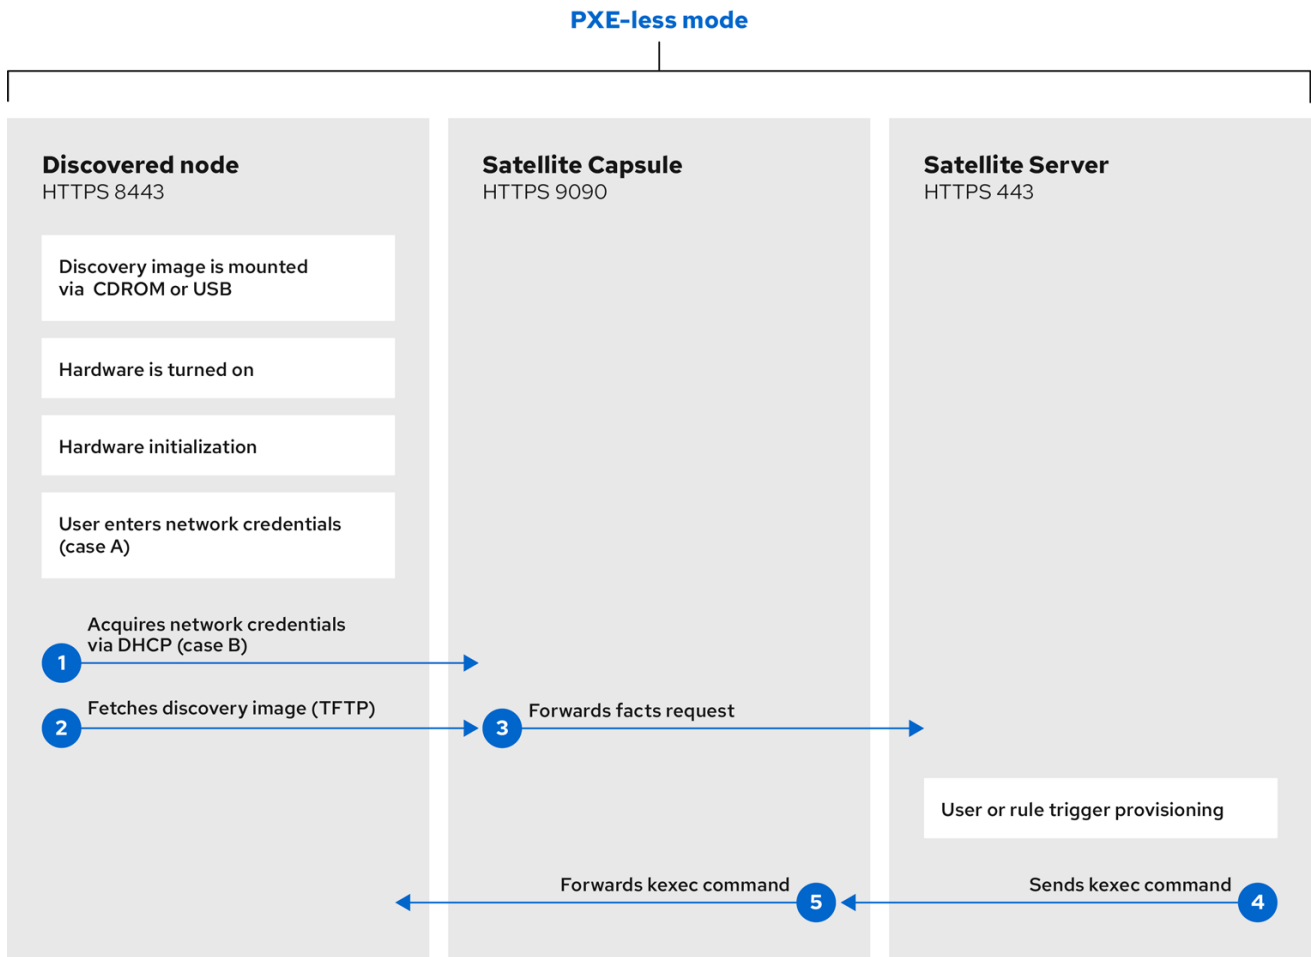 PXE-less mode
Discovered node
HTTPS 8443
Discovery image is mounted
via CDROM or USB
Hardware is turned on
Hardware initialization
User enters network credentials
(case A)
Acquires network credentials
via DHCP (case B)
1
Fetches discovery image (TFTP)
2
Satellite Capsule
HTTPS 9090
Forwards facts request
3
Forwards kexec command
5
Satellite Server
HTTPS 443
User or rule trigger provisioning
Sends kexec command
4